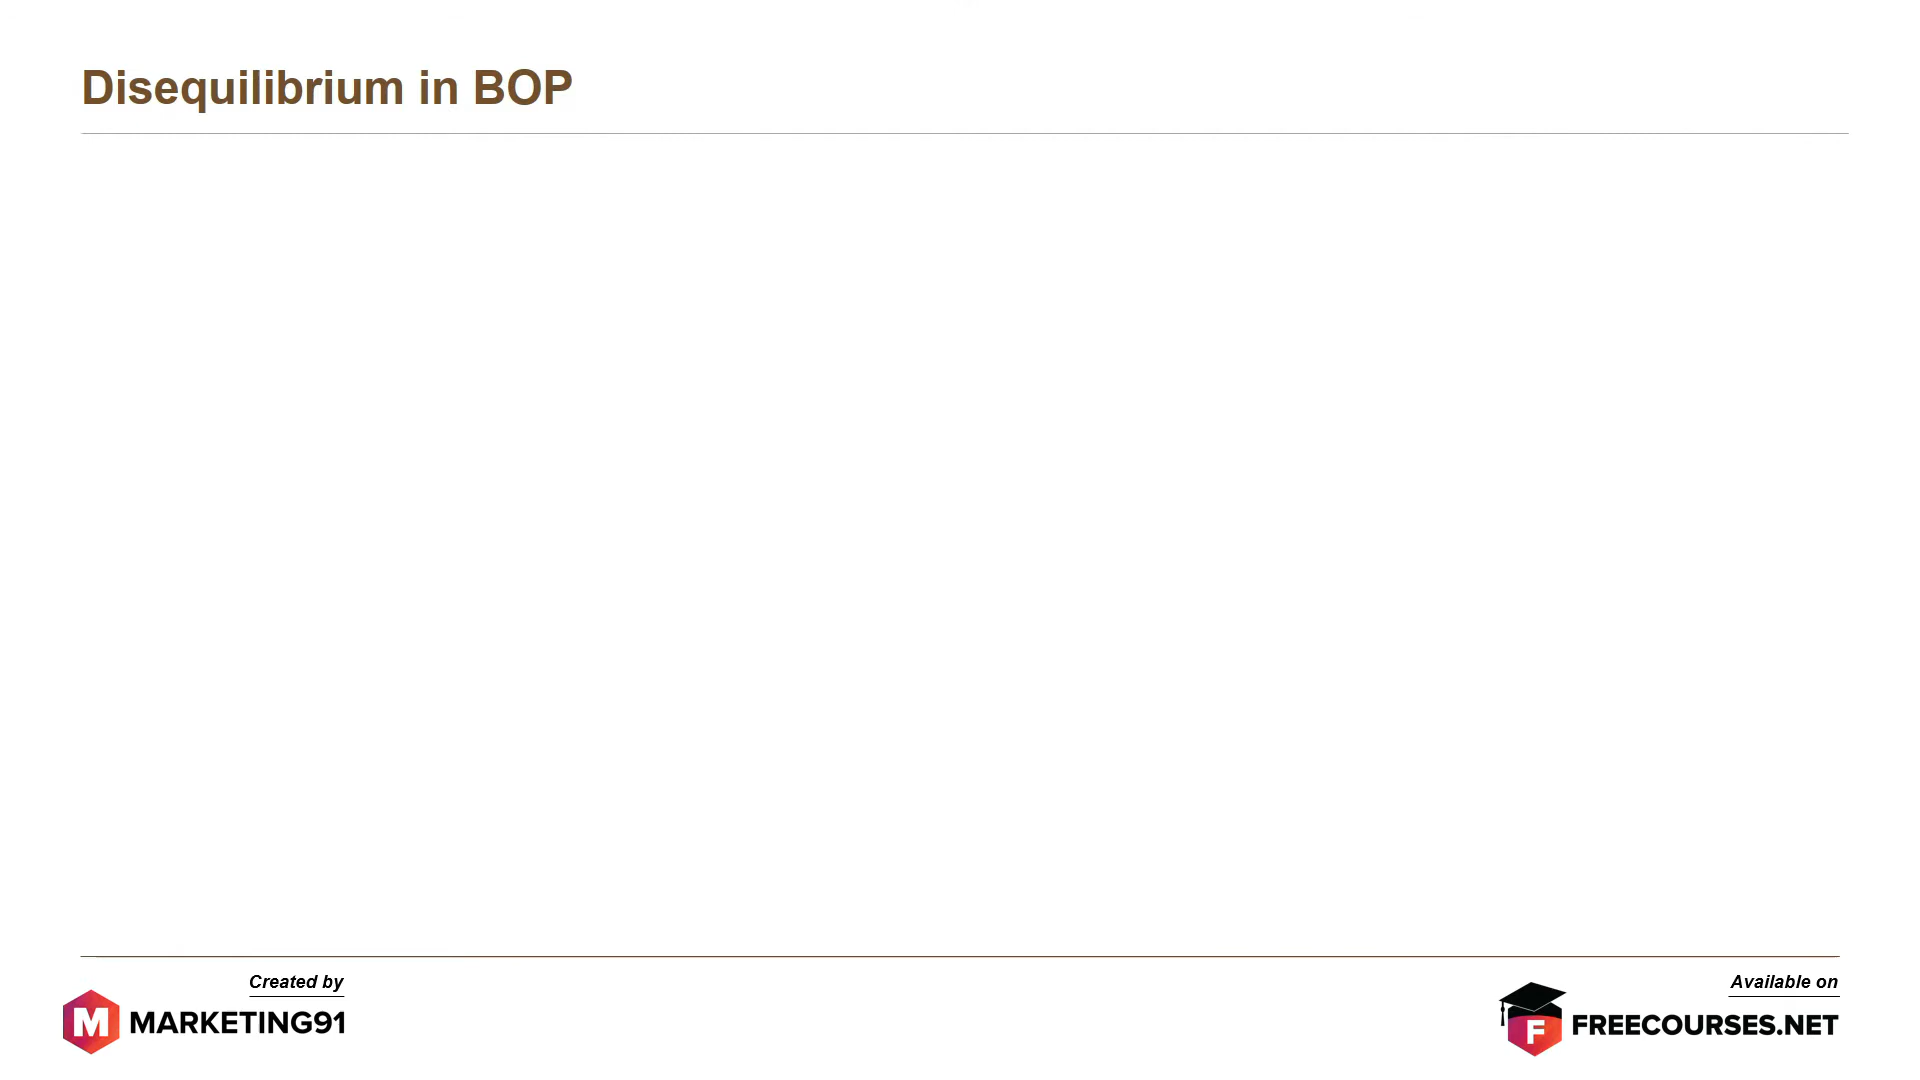 Disequilibrium in BOP
Created by
M MARKETING91
Available on
F FREECOURSES.NET